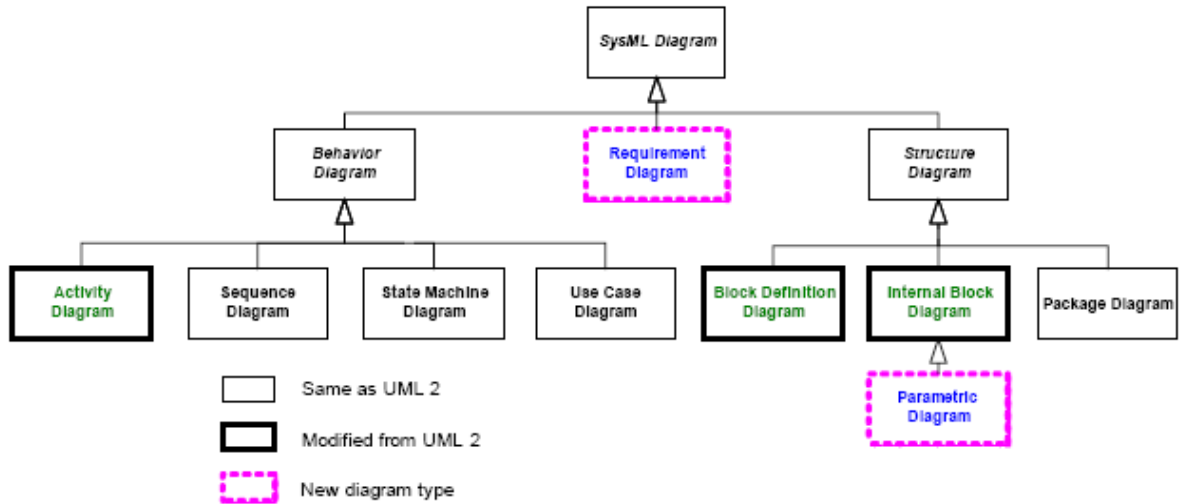 SysML Diagram
Behavior
Diagram
Requirement
Diagram
Structure
Diagram
Activity
Diagram
Sequence
Diagram
State Machine
Diagram
Use Case
Diagram
Block Definition
Diagram
Internal Block
Diagram
Package Diagram
Parametric
Diagram
Same as UML 2
Modified from UML 2
New diagram type